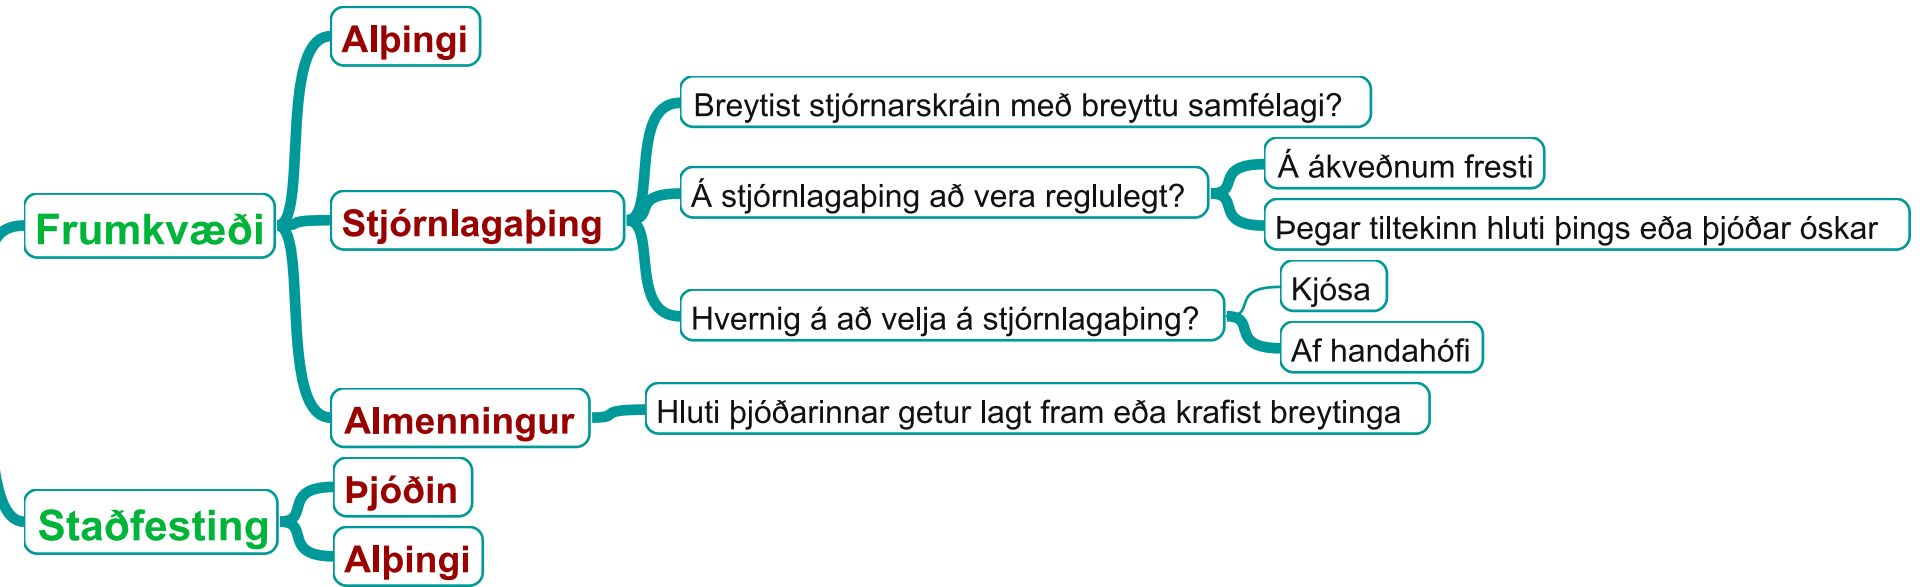 Frumkvæði
Alþingi
Stjórnlagaþing
Breytist stjórnarskráin með breyttu samfélagi?
Á stjórnlagaþing að vera reglulegt?
Á ákveðnum fresti
Þegar tiltekinn hluti þings eða þjóðar óskar
Hvernig á að velja á stjórnlagaþing?
Kjósa
Af handahófi
Almenningur
Hluti þjóðarinnar getur lagt fram eða krafist breytinga
Staðfesting
Þjóðin
Alþingi